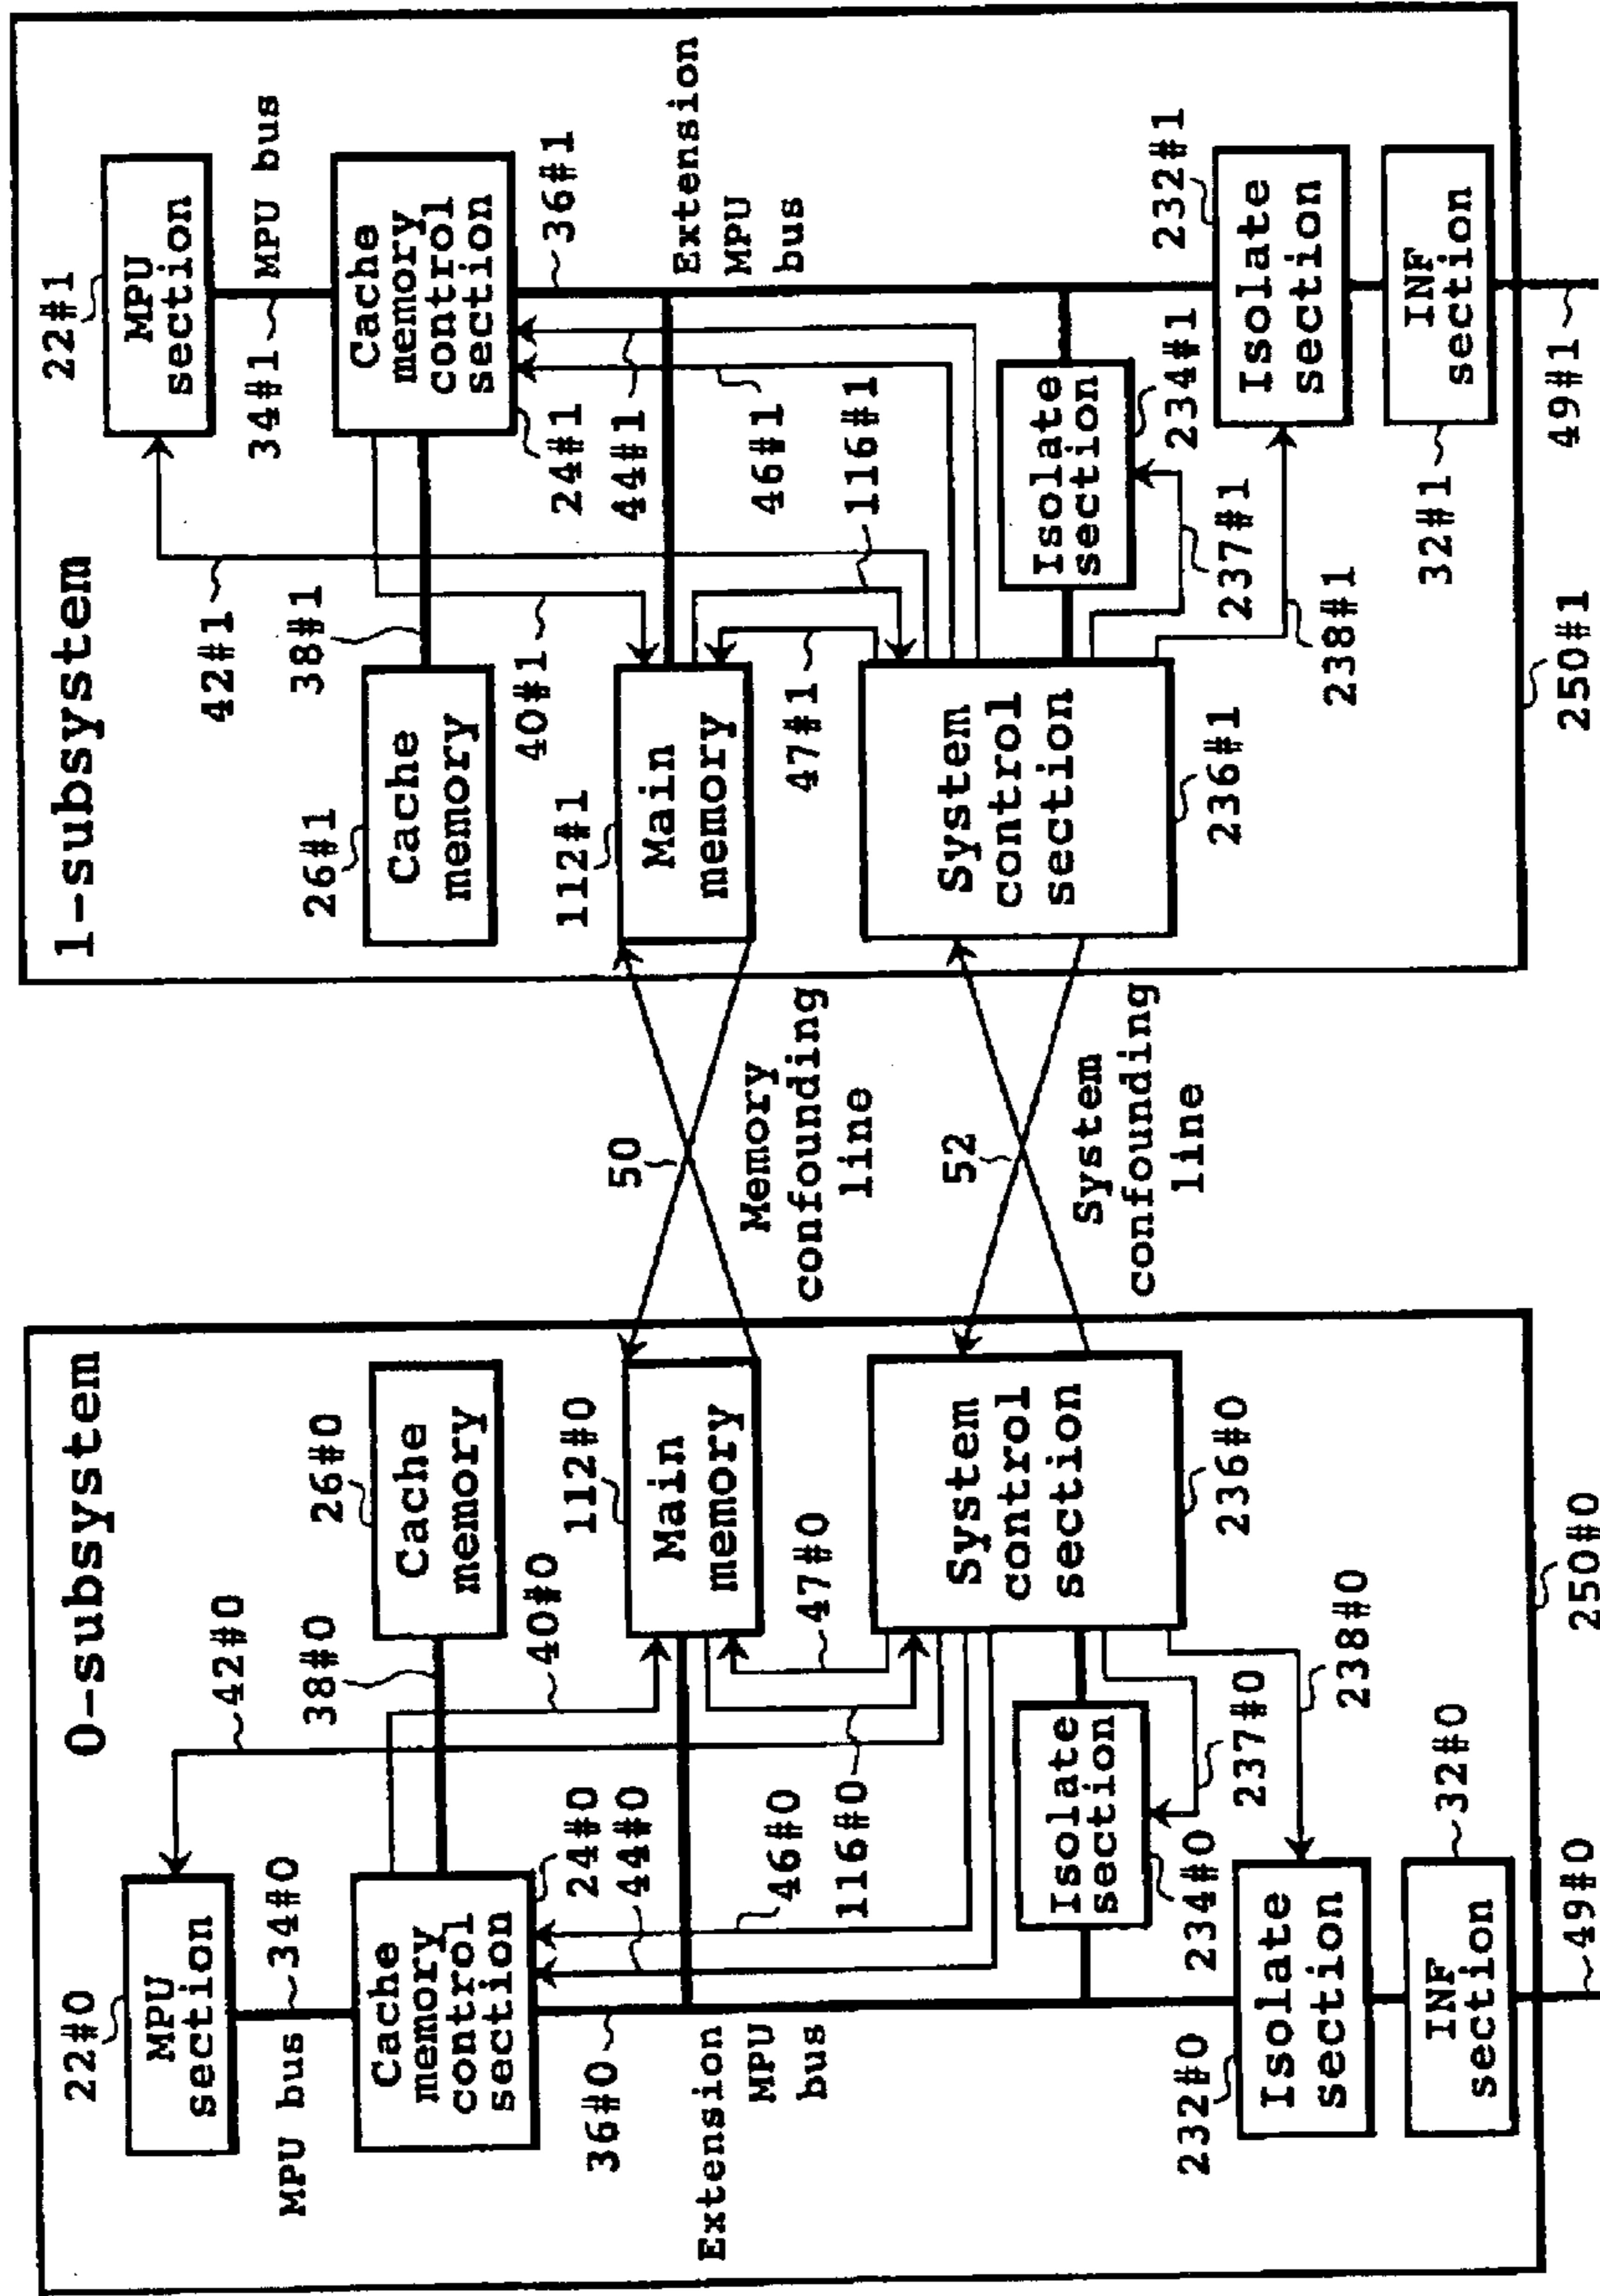 0-subsystem
22#0
MPU
section
42#0
MPU bus
34#0
38#0
26#0
Cache
memory
control
section
Cache
memory
24#0
40#0
36#0
44#0
112#0
Extension
MPU
bus
Main
memory
46#0
47#0
116#0
System
control
section
Isolate
section
234#0
237#0
236#0
232#0
Isolate
section
238#0
INF
section
32#0
49#0
250#0
50
Memory
confounding
line
52
System
confounding
line
1-subsystem
42#1
22#1
MPU
section
34#1
MPU bus
26#1
38#1
Cache
memory
Cache
memory
control
section
40#1
24#1
36#1
112#1
44#1
Main
memory
Extension
MPU
bus
46#1
47#1
116#1
System
control
section
Isolate
section
234#1
236#1
237#1
232#1
Isolate
section
238#1
INF
section
32#1
49#1
250#1